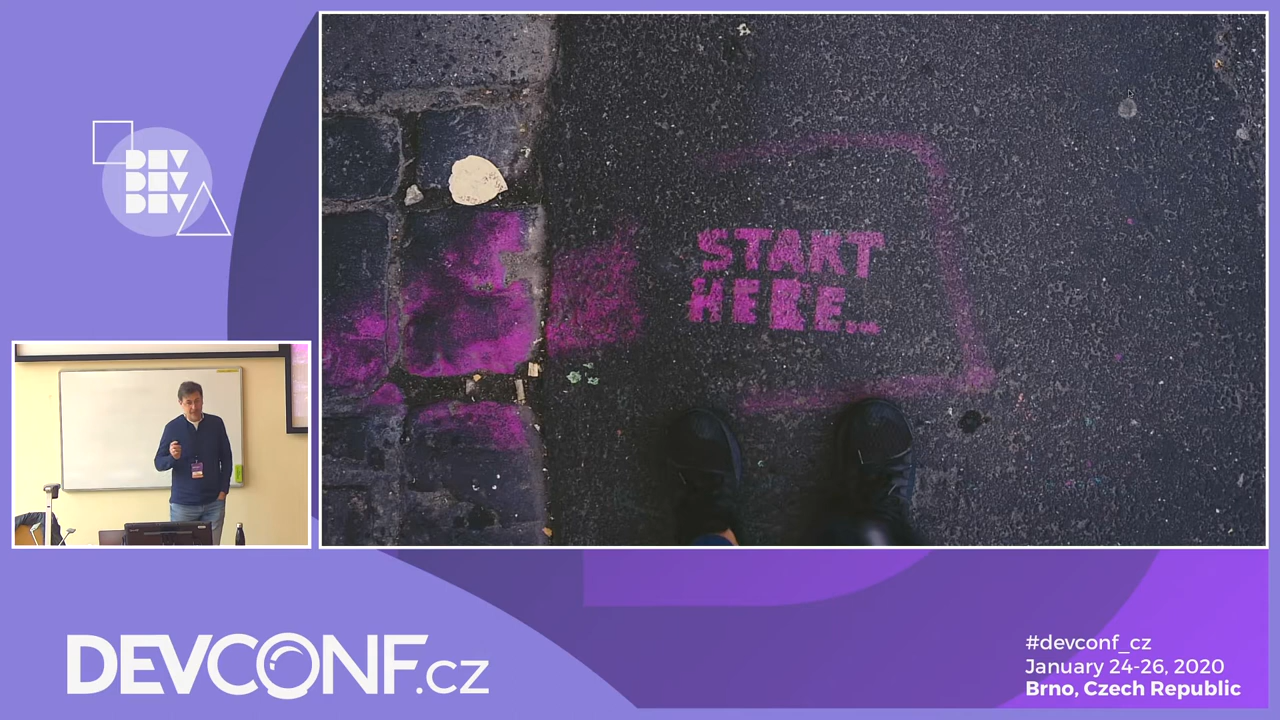 DEV
DEV
DEV
START
HERE...
DEVCONF.CZ
#devconf_cz
January 24-26, 2020
Brno, Czech Republic